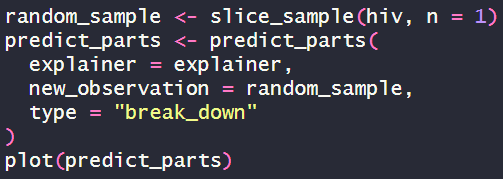 random_sample <- slice_sample(hiv, n = 1)
predict_parts <- predict_parts(
  explainer = explainer,
  new_observation = random_sample,
  type = "break_down"
)
plot(predict_parts)